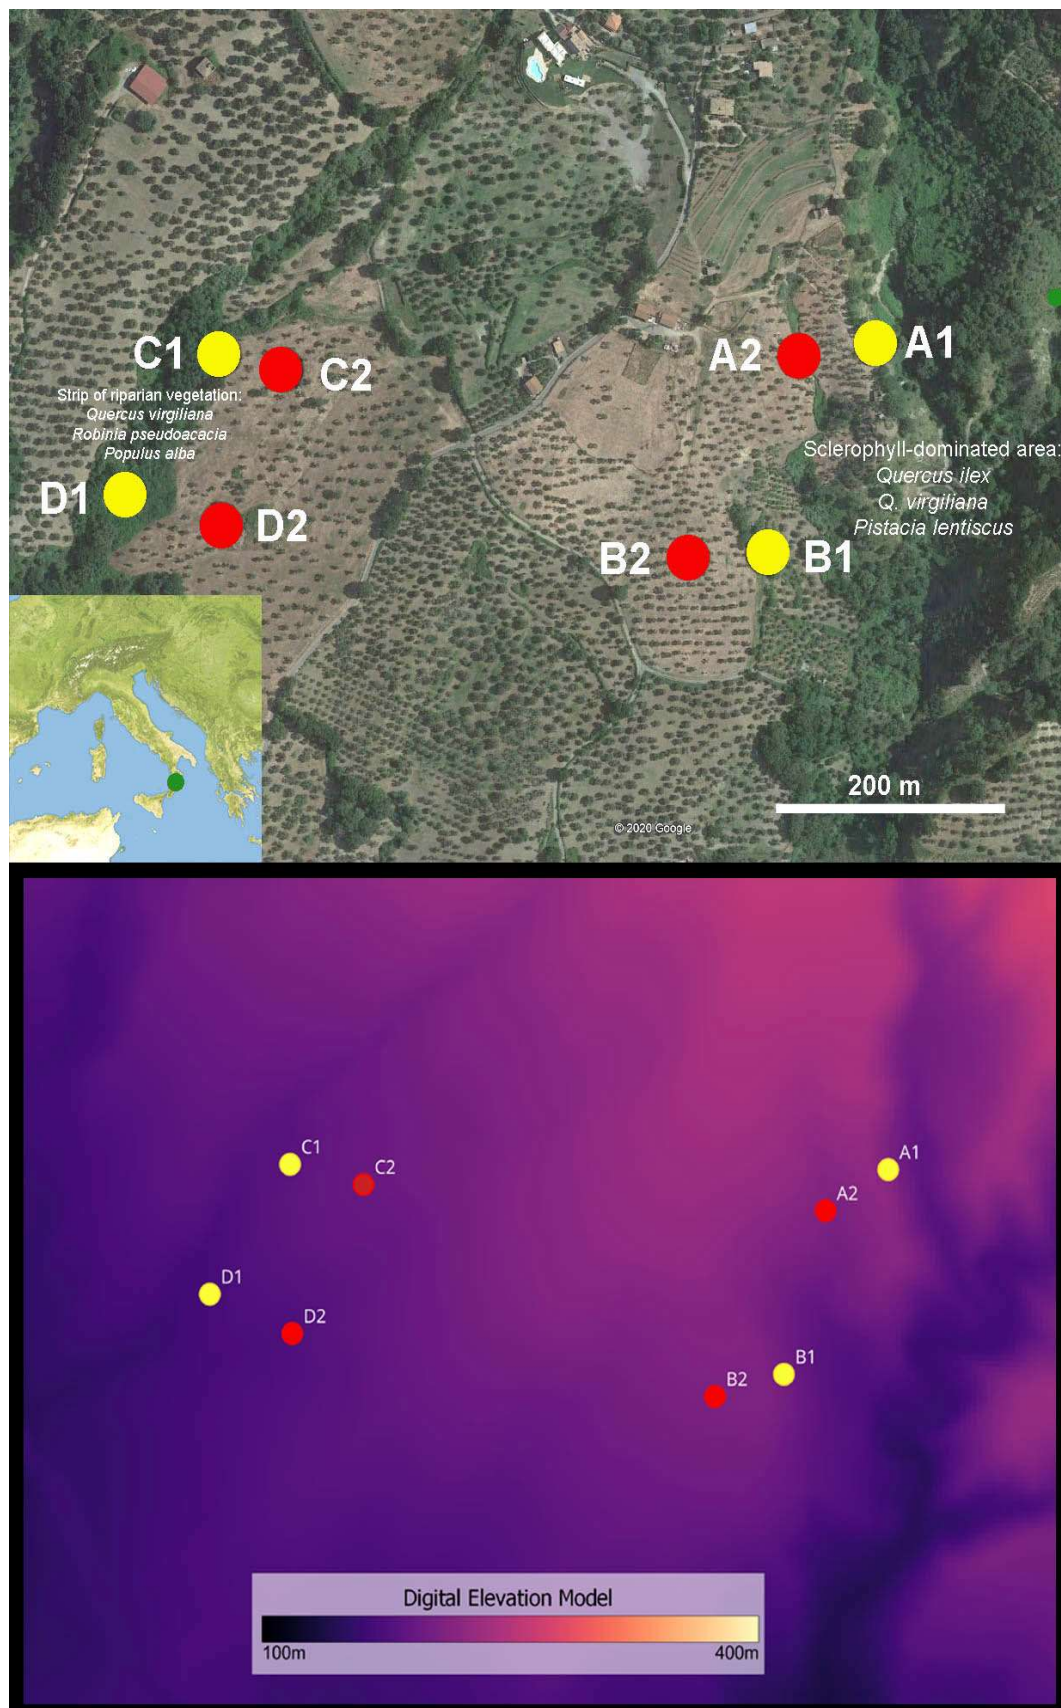 C1
C2
A2
A1
Strip of riparian vegetation:
Quercus virgiliana
Robinia pseudoacacia
Populus alba
Sclerophyll-dominated area:
Quercus ilex
Q. virgiliana
Pistacia lentiscus
D1
D2
B2
B1
200 m
© 2020 Google
C1
C2
A1
A2
D1
D2
B1
B2
Digital Elevation Model
100m
400m